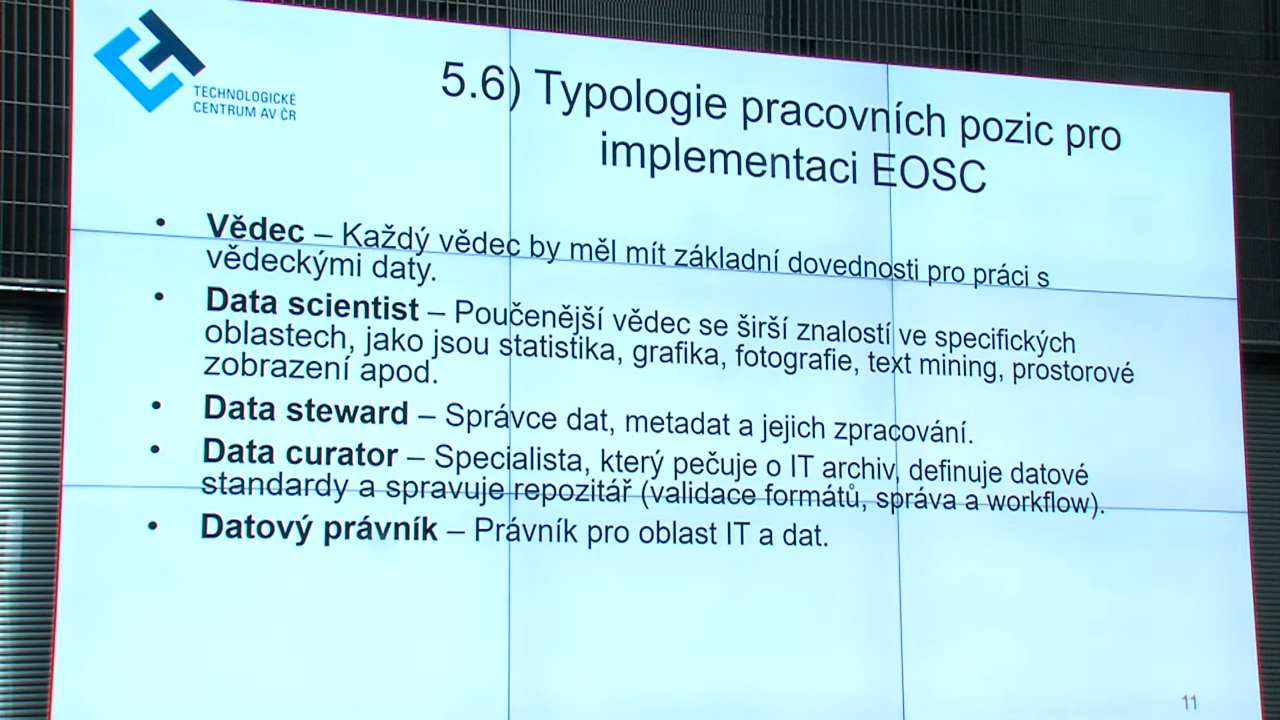 TECHNOLOGICKÉ
CENTRUM AV ČR
5.6) Typologie pracovních pozic pro
implementaci EOSC
• Vědec – Každý vědec by měl mít základní dovednosti pro práci s
vědeckými daty.
• Data scientist – Poučenější vědec se širší znalostí ve specifických
oblastech, jako jsou statistika, grafika, fotografie, text mining, prostorové
zobrazení apod.
• Data steward – Správce dat, metadat a jejich zpracování.
• Data curator – Specialista, který pečuje o IT archiv, definuje datové
standardy a spravuje repozitář (validace formátů, správa a workflow).
• Datový právník – Právník pro oblast IT a dat.
11